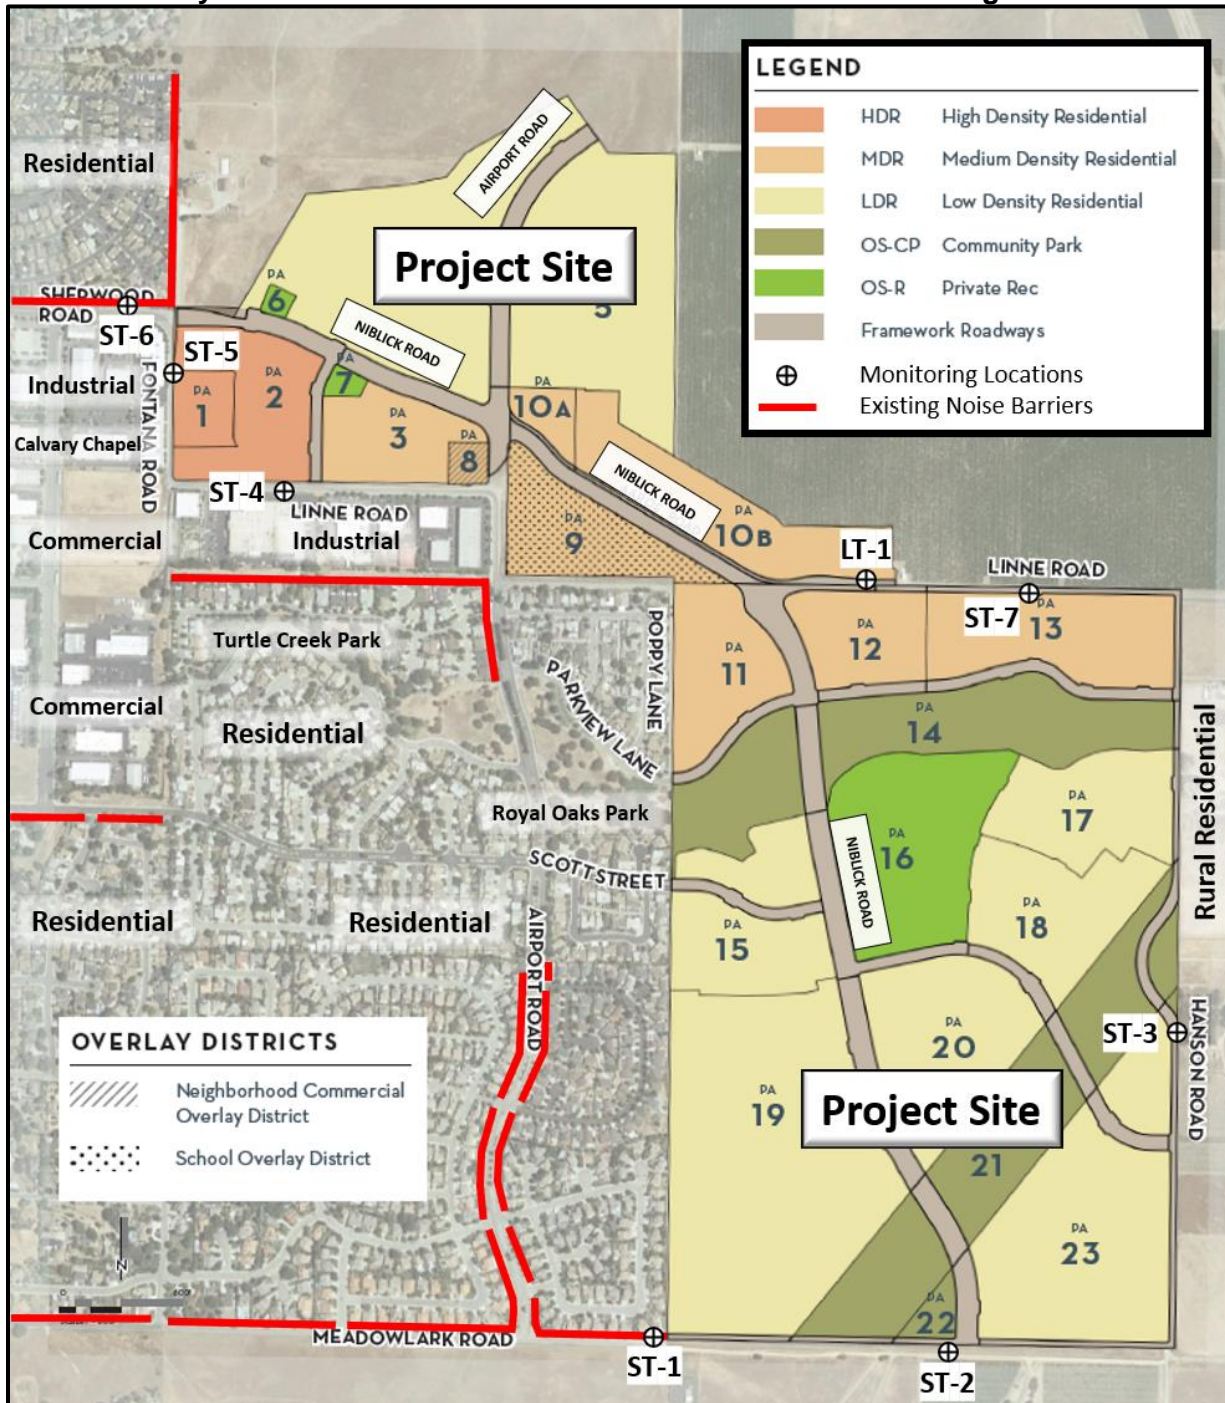 LEGEND
HDR High Density Residential
MDR Medium Density Residential
LDR Low Density Residential
OS-CP Community Park
OS-R Private Rec
Framework Roadways
Monitoring Locations
Existing Noise Barriers
AIRPORT ROAD
Residential
Project Site
5
PA
6
SHERWOOD
ROAD
ST-6
NIBLICK ROAD
ST-5
Industrial
FONTANA ROAD
PA
1
PA
2
PA
7
PA
3
PA
8
PA
10A
Calvary Chapel
NIBLICK ROAD
PA
10B
ST-4
LINNE ROAD
Industrial
Commercial
PA
9
LT-1
LINNE ROAD
ST-7
PA
13
PA
12
PA
11
POPPY LANE
Turtle Creek Park
PARKVIEW LANE
Commercial
Residential
PA
14
Rural Residential
Royal Oaks Park
PA
17
PA
16
NIBLICK ROAD
SCOTT STREET
Residential
Residential
AIRPORT ROAD
PA
15
PA
18
HANSON ROAD
ST-3
PA
20
OVERLAY DISTRICTS
Neighborhood Commercial
Overlay District
School Overlay District
PA
19
Project Site
21
PA
23
N
0
PA
22
MEADOWLARK ROAD
ST-1
ST-2